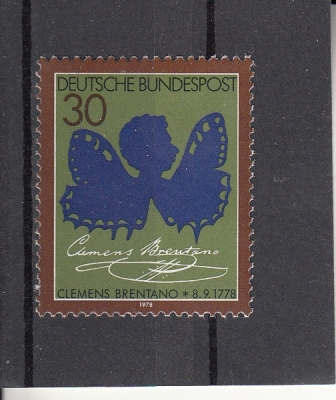 DEUTSCHE BUNDESPOST
30
Clemens Brentano
CLEMENS BRENTANO * 8.9.1778
1978